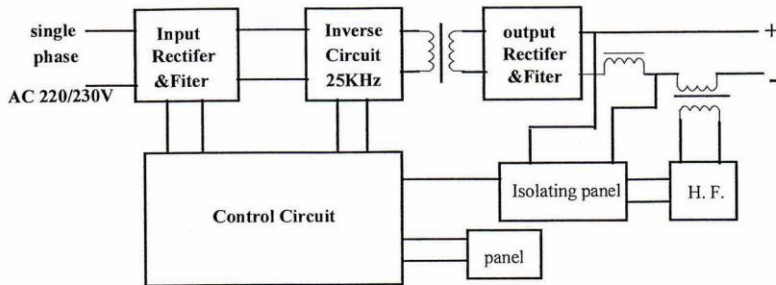 single
phase
AC 220/230V
Input
Rectifer
&Fiter
Inverse
Circuit
25KHz
output
Rectifer
&Fiter
+
-
Control Circuit
Isolating panel
H. F.
panel